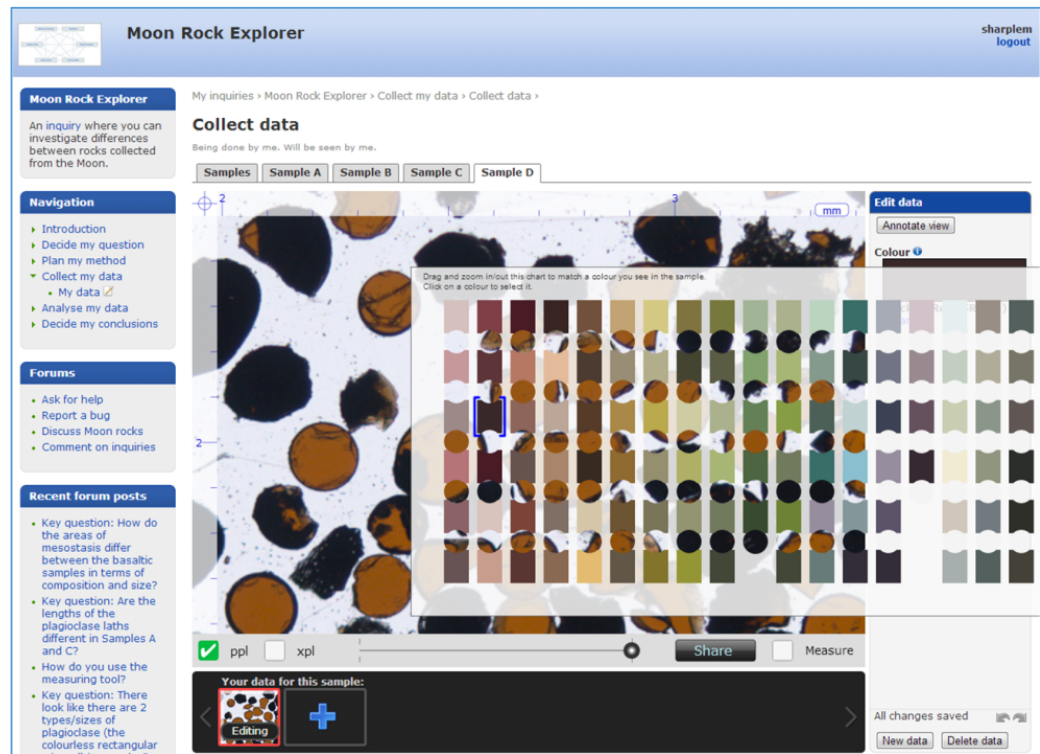 Moon Rock Explorer
sharplem
logout
Moon Rock Explorer
An inquiry where you can
investigate differences
between rocks collected
from the Moon.
Navigation
Introduction
Decide my question
Plan my method
Collect my data
My data
Analyse my data
Decide my conclusions
Forums
Ask for help
Report a bug
Discuss Moon rocks
Comment on inquiries
Recent forum posts
Key question: How do
the areas of
mesostasis differ
between the basaltic
samples in terms of
composition and size?
Key question: Are the
lengths of the
plagioclase laths
different in Samples A
and C?
How do you use the
measuring tool?
Key question: There
look like there are 2
types/sizes of
plagioclase (the
colourless rectangular
My inquiries › Moon Rock Explorer › Collect my data › Collect data ›
Collect data
Being done by me. Will be seen by me.
Samples Sample A Sample B Sample C Sample D
2 3
mm
2
Drag and zoom in/out this chart to match a colour you see in the sample.
Click on a colour to select it.
ppl xpl Share Measure
Your data for this sample:
Editing
Edit data
Annotate view
Colour
All changes saved
New data Delete data